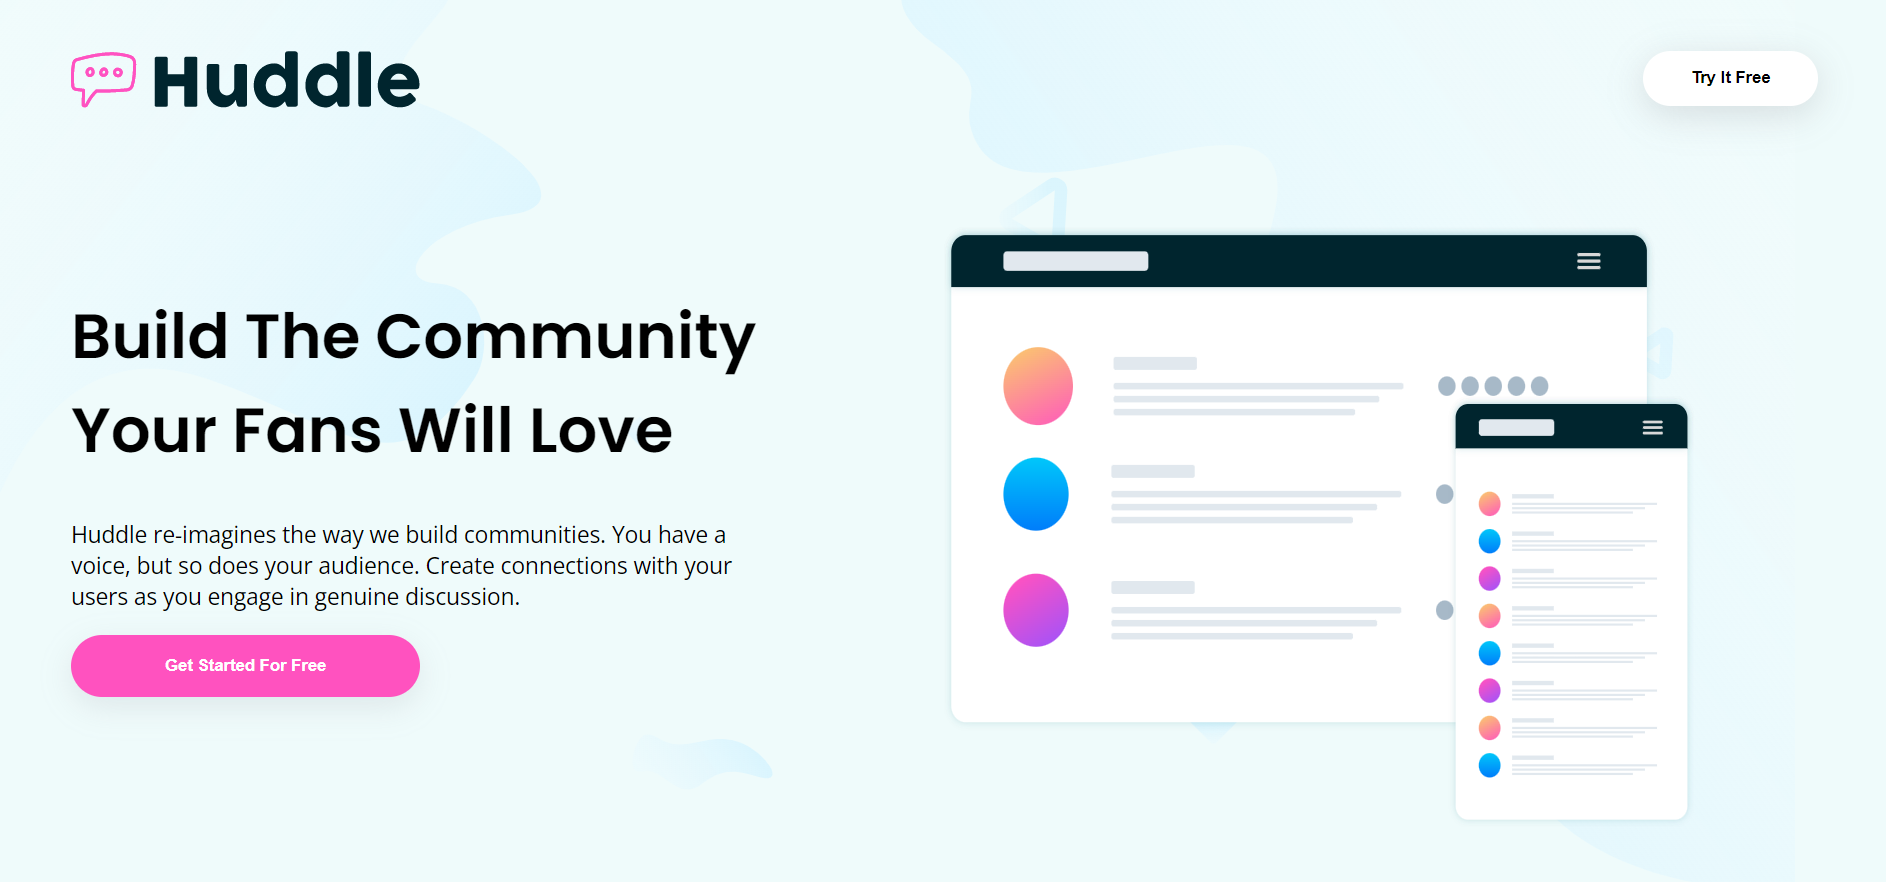 Huddle
Try It Free
Build The Community
Your Fans Will Love
Huddle re-imagines the way we build communities. You have a
voice, but so does your audience. Create connections with your
users as you engage in genuine discussion.
Get Started For Free